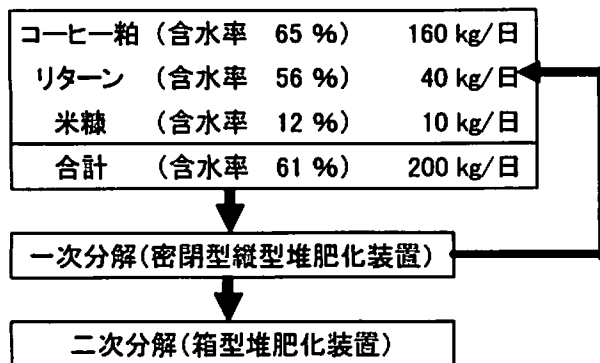 コーヒー粕 (含水率 65 %) 160 kg/日
リターン (含水率 56 %) 40 kg/日
米糠 (含水率 12 %) 10 kg/日
合計 (含水率 61 %) 200 kg/日
一次分解(密閉型縦型堆肥化装置)
二次分解(箱型堆肥化装置)